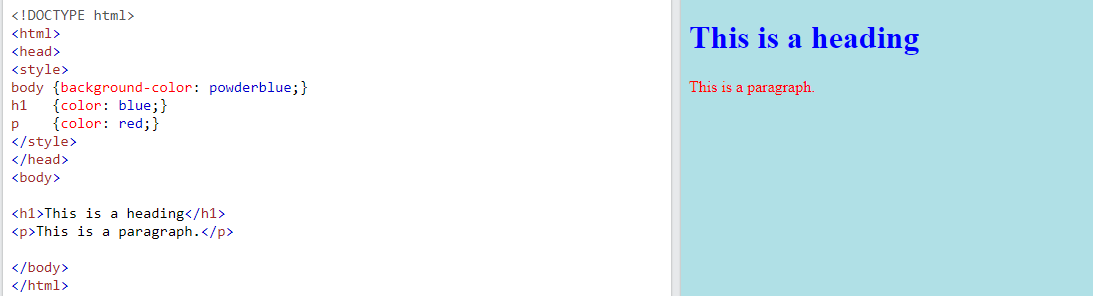 <!DOCTYPE html>
<html>
<head>
<style>
body {background-color: powderblue;}
h1   {color: blue;}
p    {color: red;}
</style>
</head>
<body>
<h1>This is a heading</h1>
<p>This is a paragraph.</p>
</body>
</html>
This is a heading
This is a paragraph.